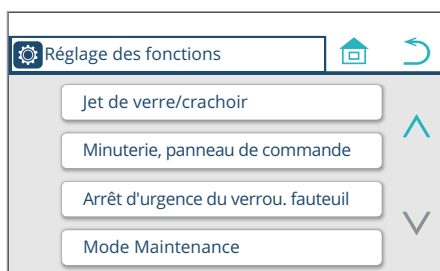 Réglage des fonctions
Jet de verre/crachoir
Minuterie, panneau de commande
Arrêt d'urgence du verrou. fauteuil
Mode Maintenance